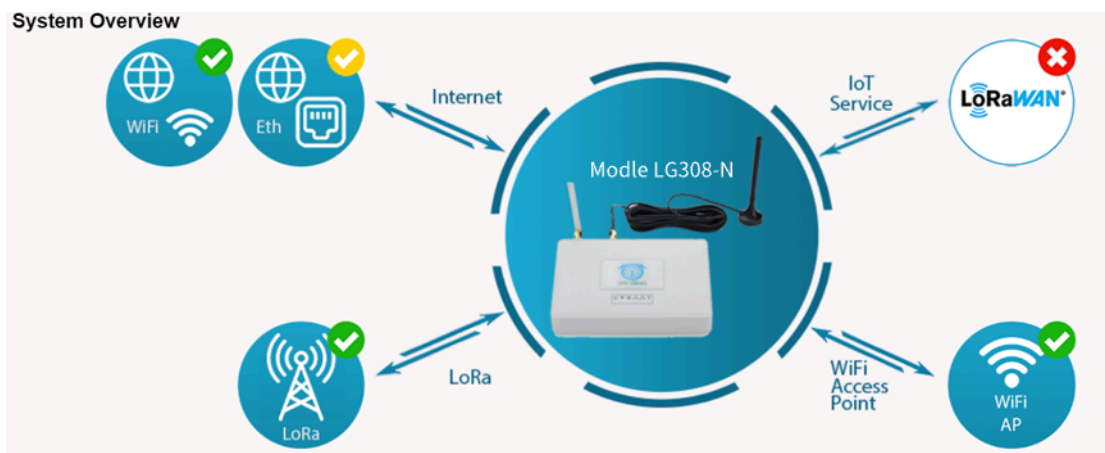 System Overview
WiFi
Eth
Internet
IoT
Service
LoRaWAN®
Modle LG308-N
LoRa
LoRa
WiFi
Access
Point
WiFi
AP